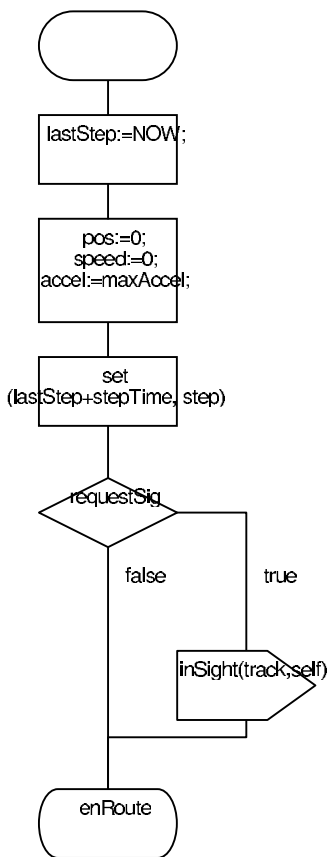 lastStep:=NOW;
pos:=0;
speed:=0;
accel:=maxAccel;
set
(lastStep+stepTime, step)
requestSig
false
true
inSight(track,self)
enRoute